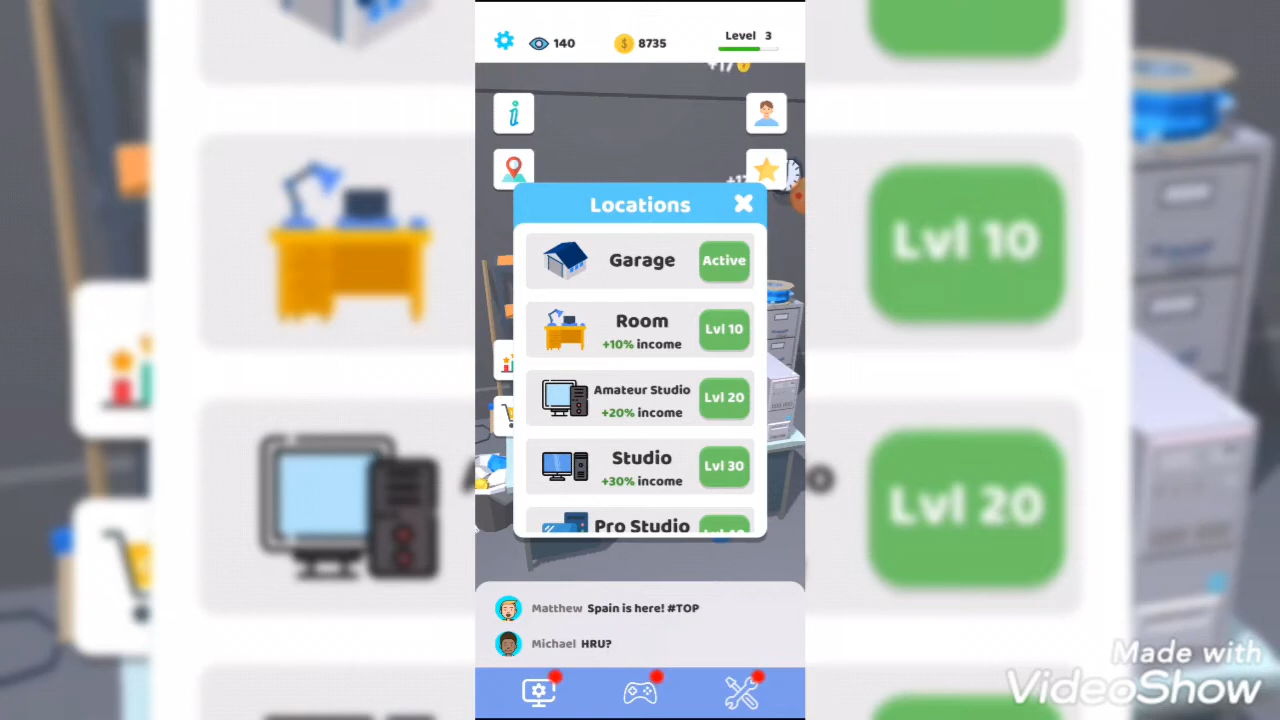 140
8735
Level 3
Locations
Garage
Active
Room
+10% income
Lvl 10
Amateur Studio
+20% income
Lvl 20
Studio
+30% income
Lvl 30
Pro Studio
Matthew Spain is here! #TOP
Michael HRU?
Lvl 10
Lvl 20
Made with
VideoShow